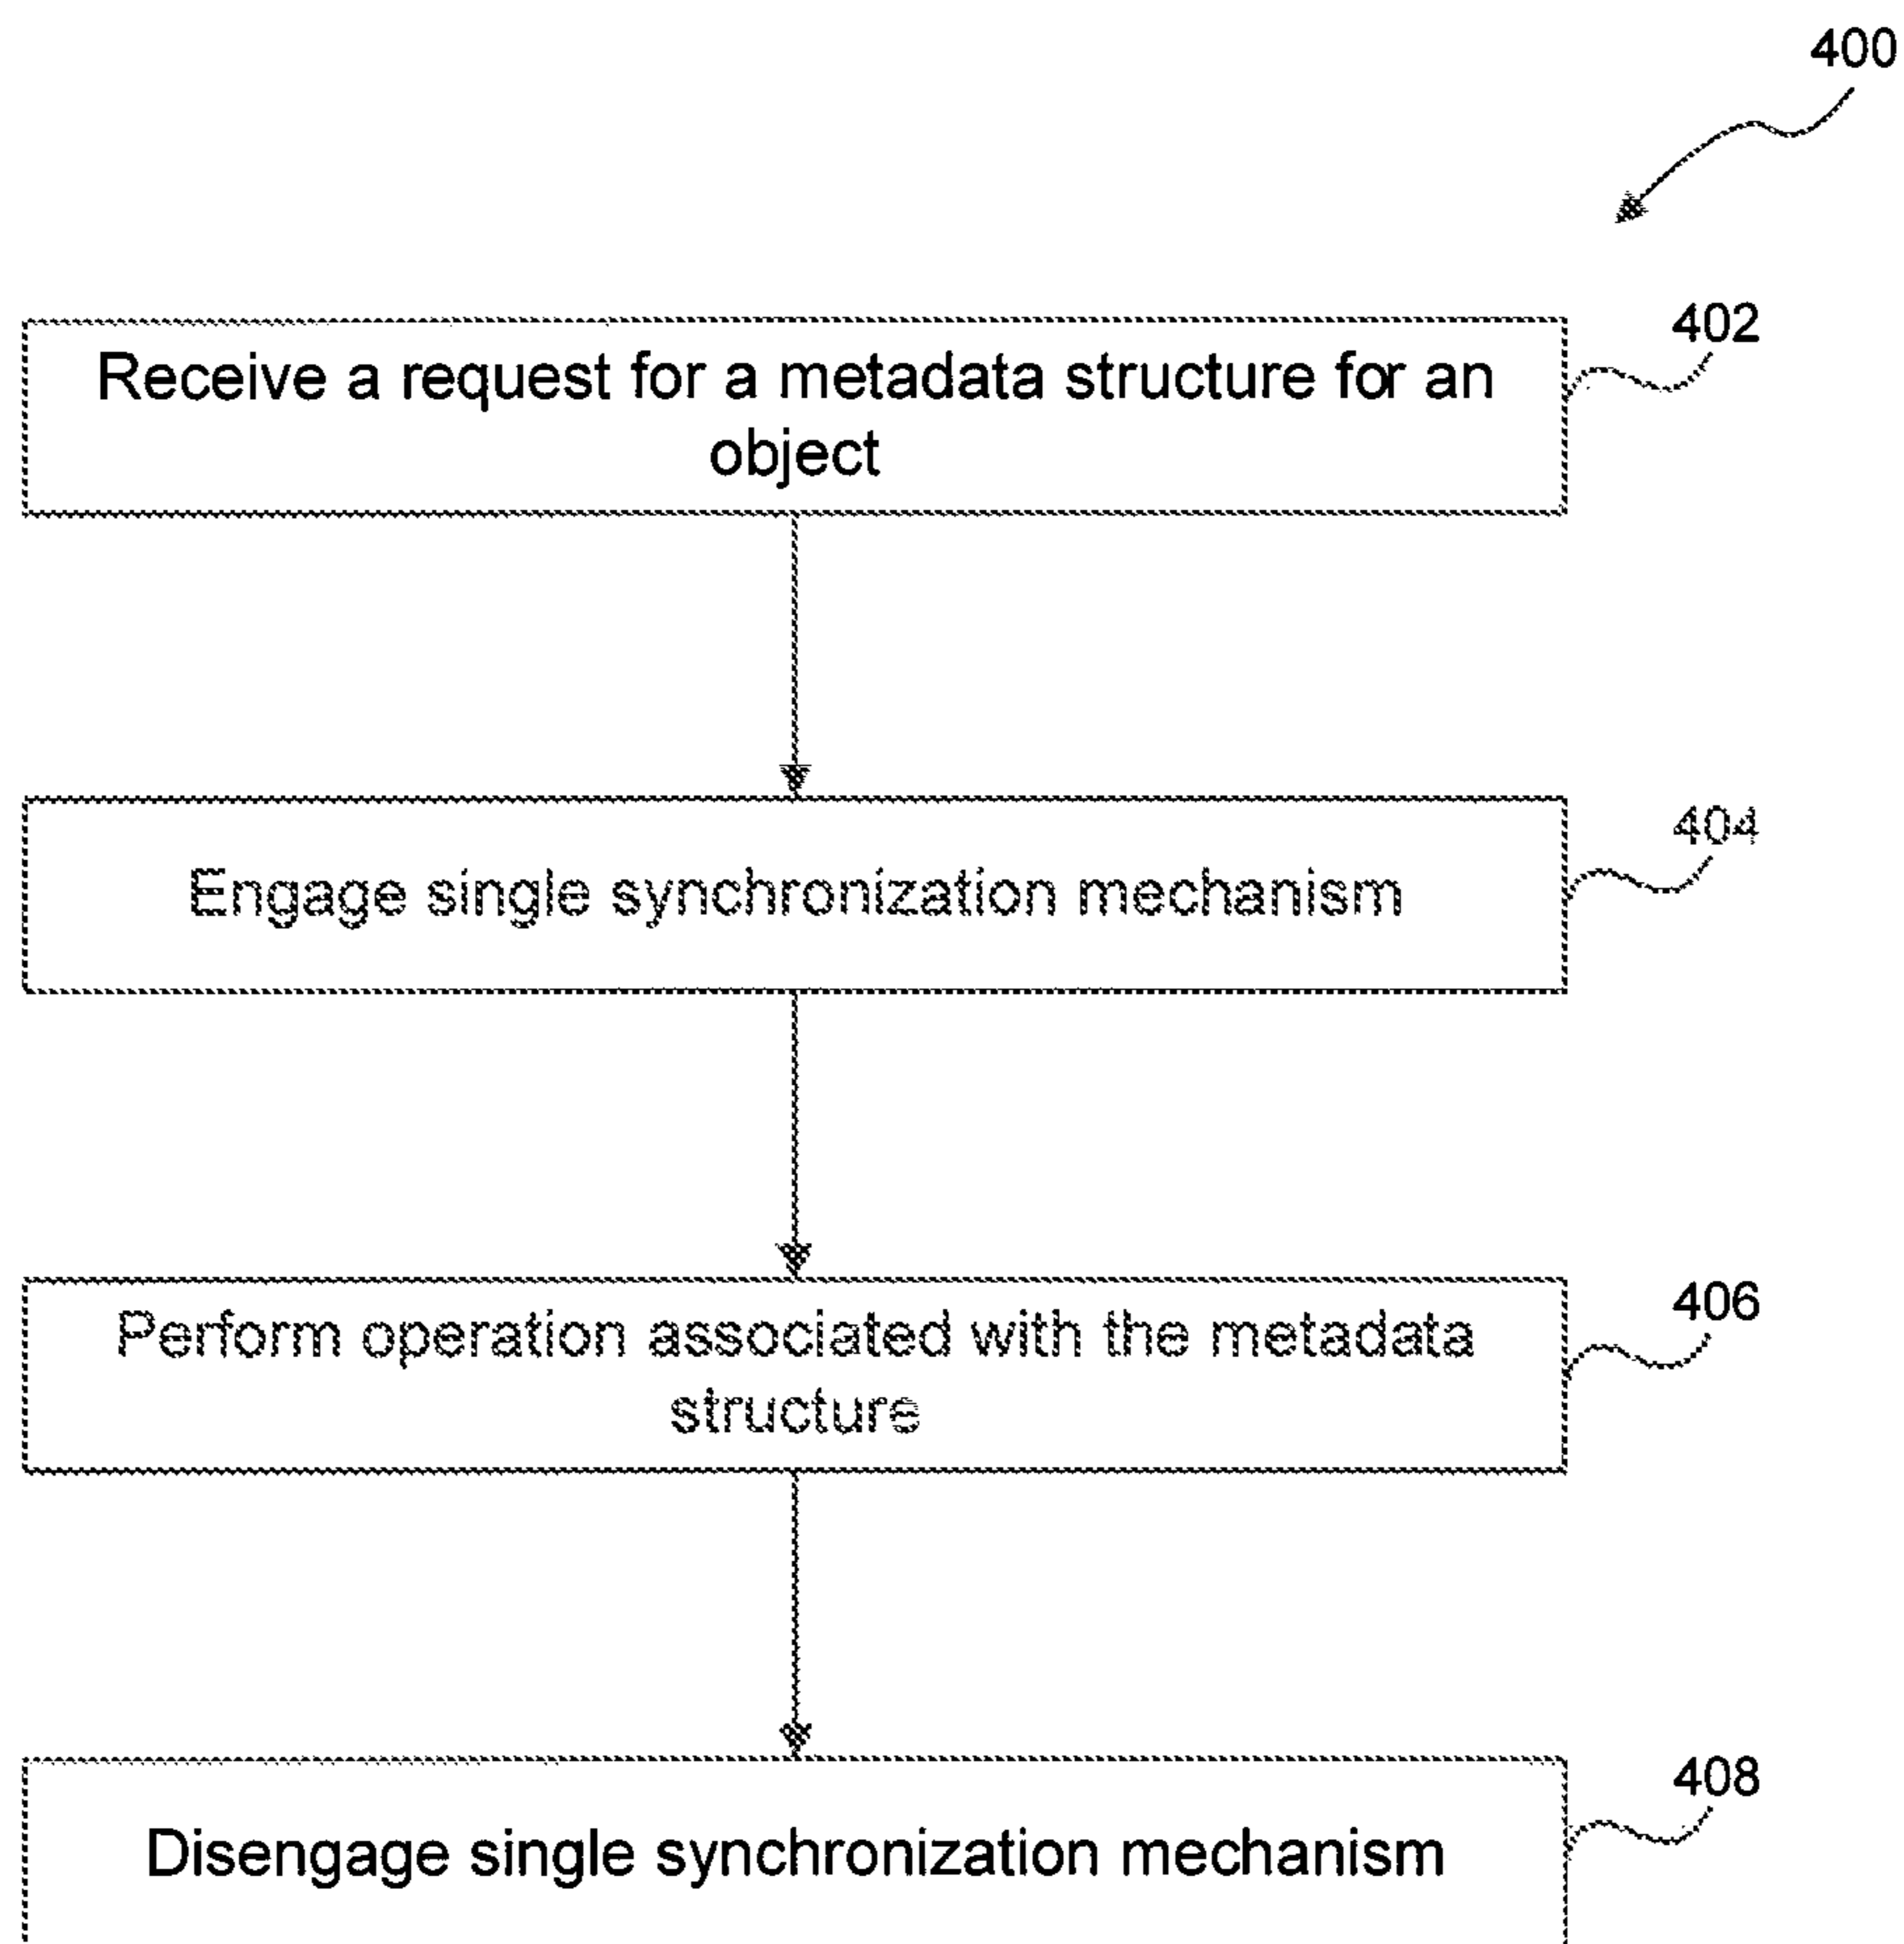 400
402
Receive a request for a metadata structure for an
object
404
Engage single synchronization mechanism
406
Perform operation associated with the metadata
structure
408
Disengage single synchronization mechanism